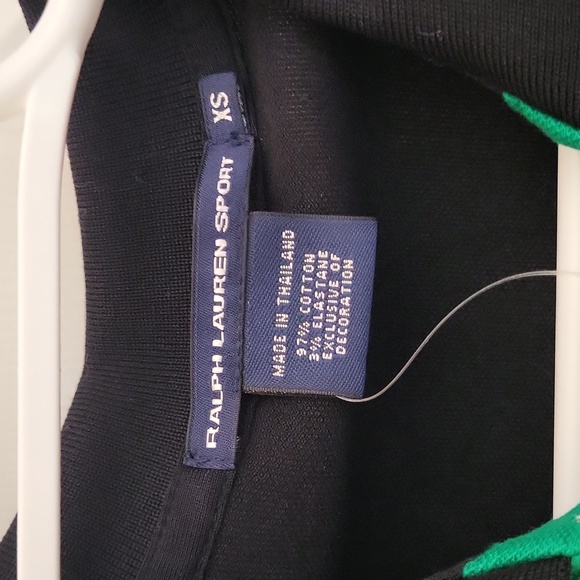 XS
RALPH LAUREN SPORT
MADE IN THAILAND
97% COTTON
3% ELASTANE
EXCLUSIVE OF
DECORATION